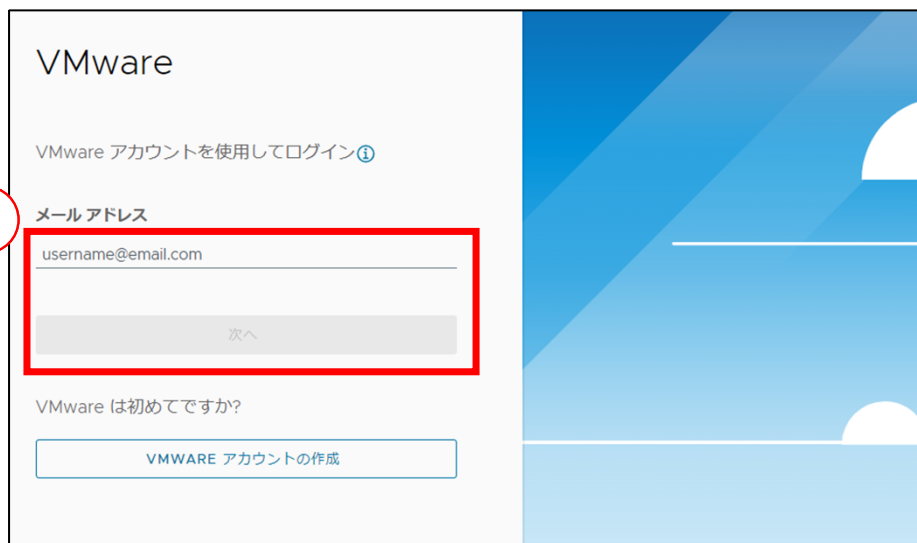 VMware
VMware アカウントを使用してログイン
メール アドレス
username@email.com
次へ
VMware は初めてですか?
VMWARE アカウントの作成